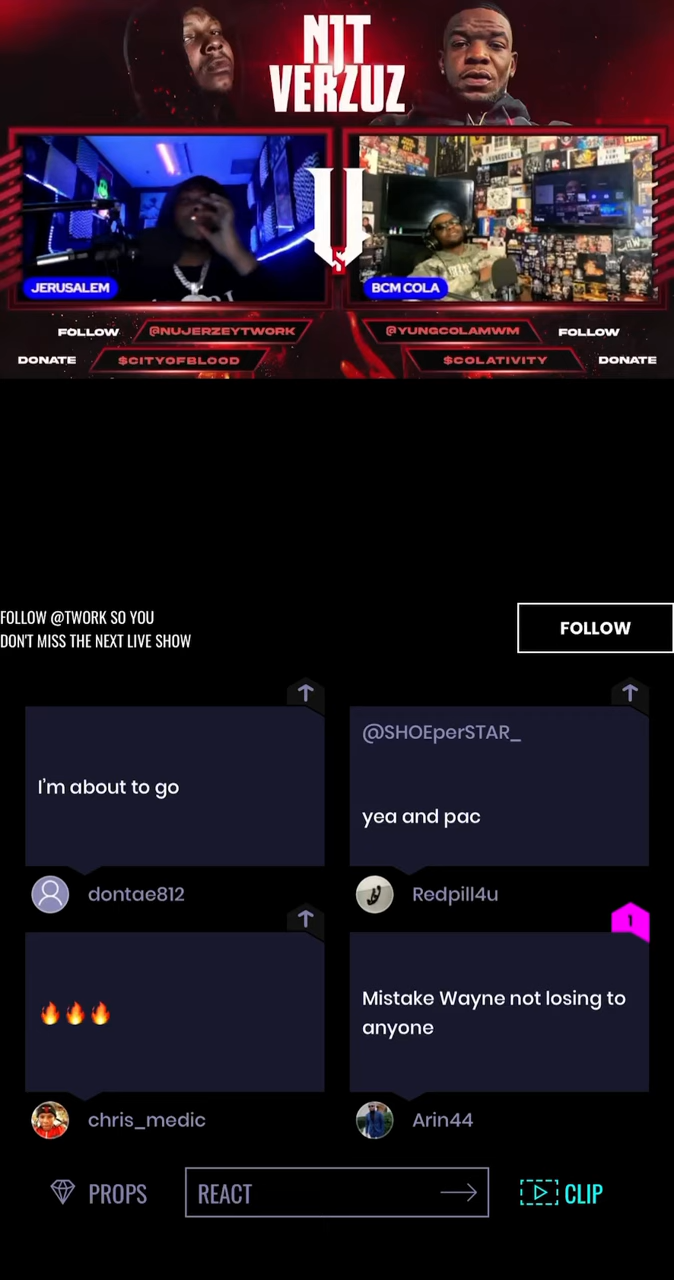 NJT
VERZUZ
JERUSALEM
BCM COLA
FOLLOW @NUJERZEYTWORK
@YUNGCOLAMWM FOLLOW
DONATE $CITYOFBLOOD
$COLATIVITY DONATE
FOLLOW @TWORK SO YOU
DON'T MISS THE NEXT LIVE SHOW
FOLLOW
I'm about to go
dontae812
@SHOEperSTAR_
yea and pac
Redpill4u
🔥🔥🔥
chris_medic
1
Mistake Wayne not losing to
anyone
Arin44
PROPS
REACT
CLIP